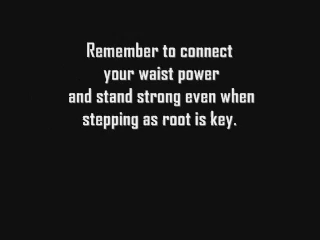 Remember to connect
your waist power
and stand strong even when
stepping as root is key.